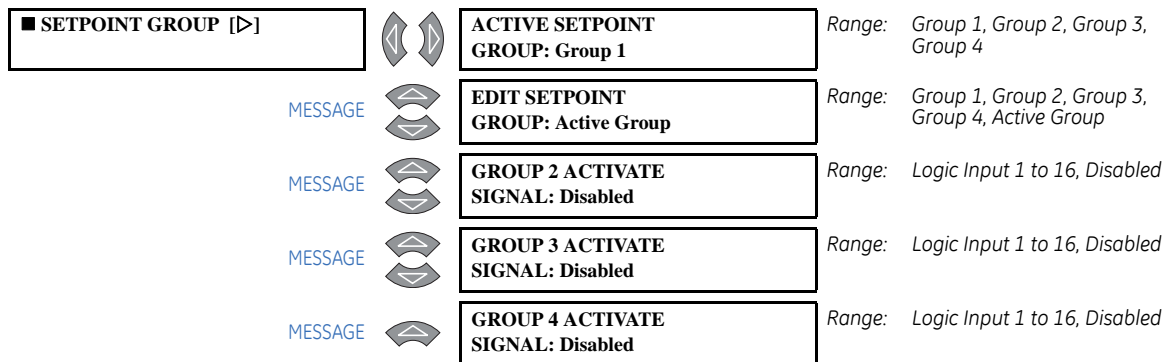 ■ SETPOINT GROUP [▷]
ACTIVE SETPOINT
GROUP: Group 1
Range: Group 1, Group 2, Group 3,
Group 4
MESSAGE
EDIT SETPOINT
GROUP: Active Group
Range: Group 1, Group 2, Group 3,
Group 4, Active Group
MESSAGE
GROUP 2 ACTIVATE
SIGNAL: Disabled
Range: Logic Input 1 to 16, Disabled
MESSAGE
GROUP 3 ACTIVATE
SIGNAL: Disabled
Range: Logic Input 1 to 16, Disabled
MESSAGE
GROUP 4 ACTIVATE
SIGNAL: Disabled
Range: Logic Input 1 to 16, Disabled